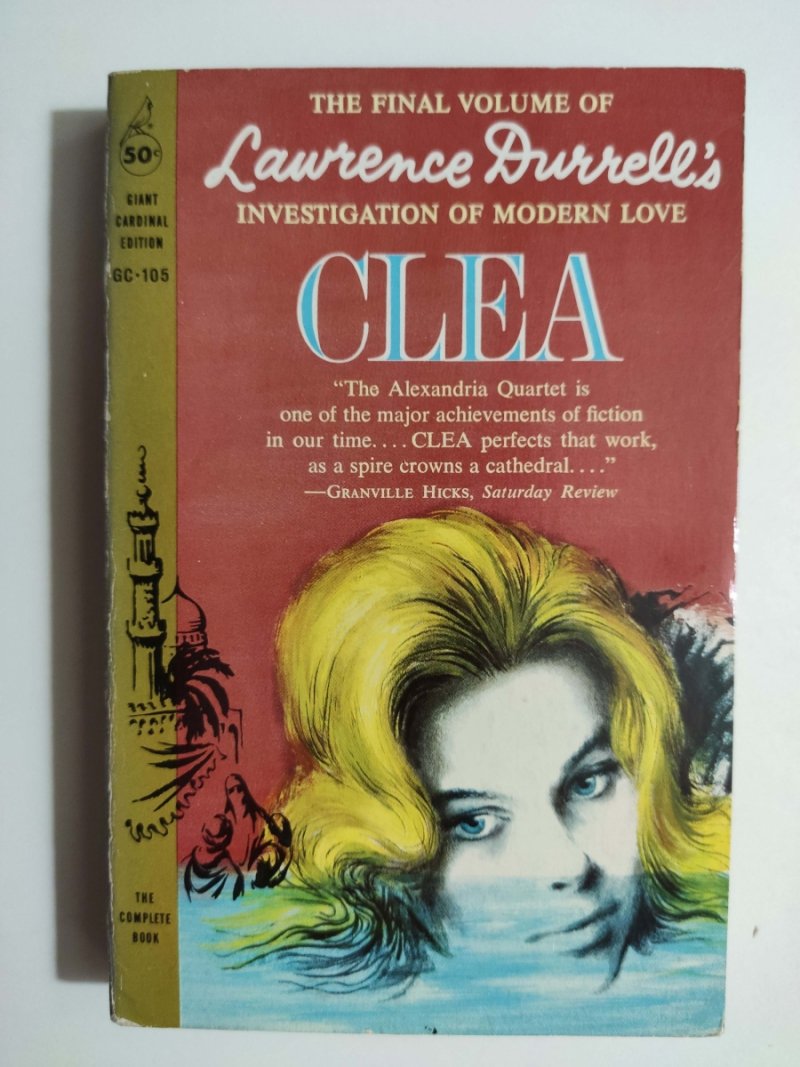 50¢
GIANT
CARDINAL
EDITION
GC·105
THE FINAL VOLUME OF
Lawrence Durrell's
INVESTIGATION OF MODERN LOVE
CLEA
“The Alexandria Quartet is
one of the major achievements of fiction
in our time....CLEA perfects that work,
as a spire crowns a cathedral....”
—GRANVILLE HICKS, Saturday Review
THE
COMPLETE
BOOK